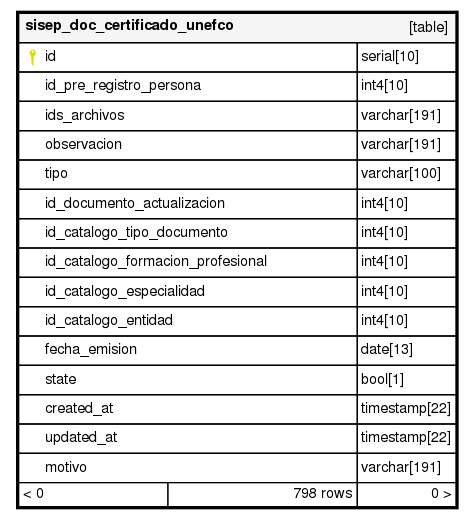 sisep_doc_certificado_unefco [table]
id serial[10]
id_pre_registro_persona int4[10]
ids_archivos varchar[191]
observacion varchar[191]
tipo varchar[100]
id_documento_actualizacion int4[10]
id_catalogo_tipo_documento int4[10]
id_catalogo_formacion_profesional int4[10]
id_catalogo_especialidad int4[10]
id_catalogo_entidad int4[10]
fecha_emision date[13]
state bool[1]
created_at timestamp[22]
updated_at timestamp[22]
motivo varchar[191]
< 0 798 rows 0 >